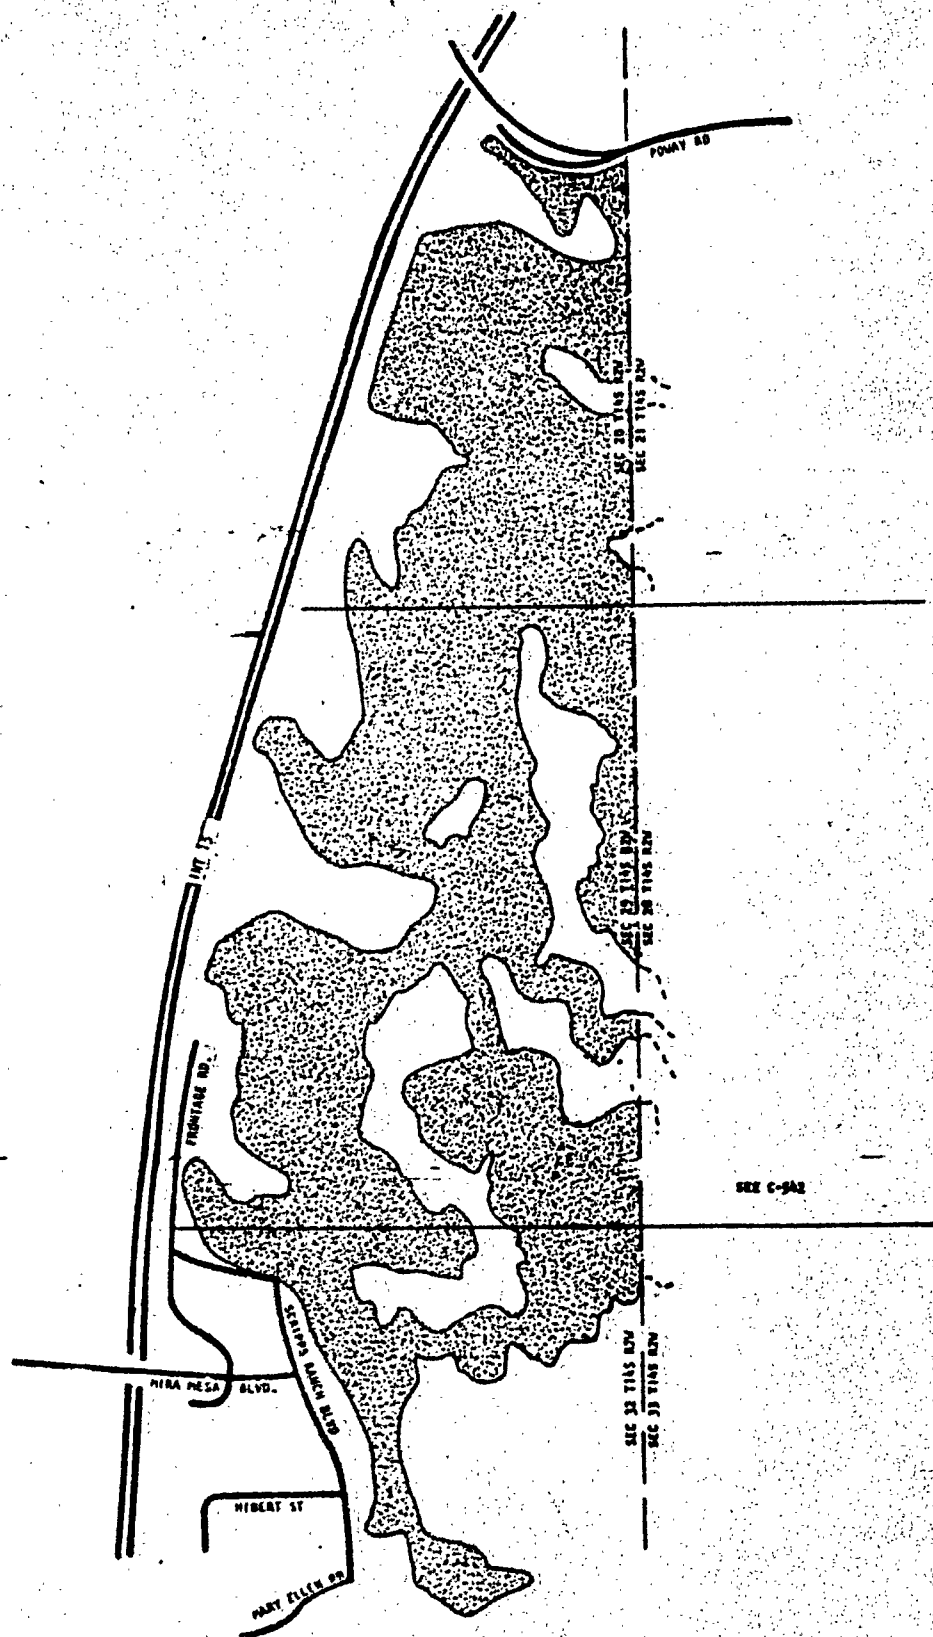 POWAY RD
SEC 20 T14S R2W
SEC 21 T14S R2W
INT 15
SEC 29 T14S R2W
SEC 28 T14S R2W
FRONTAGE RD.
SEE C-542
SCRIPPS RANCH BLVD
SEC 32 T14S R2W
SEC 33 T14S R2W
MIRA MESA BLVD.
HIBERT ST
MARY ELLEN PR